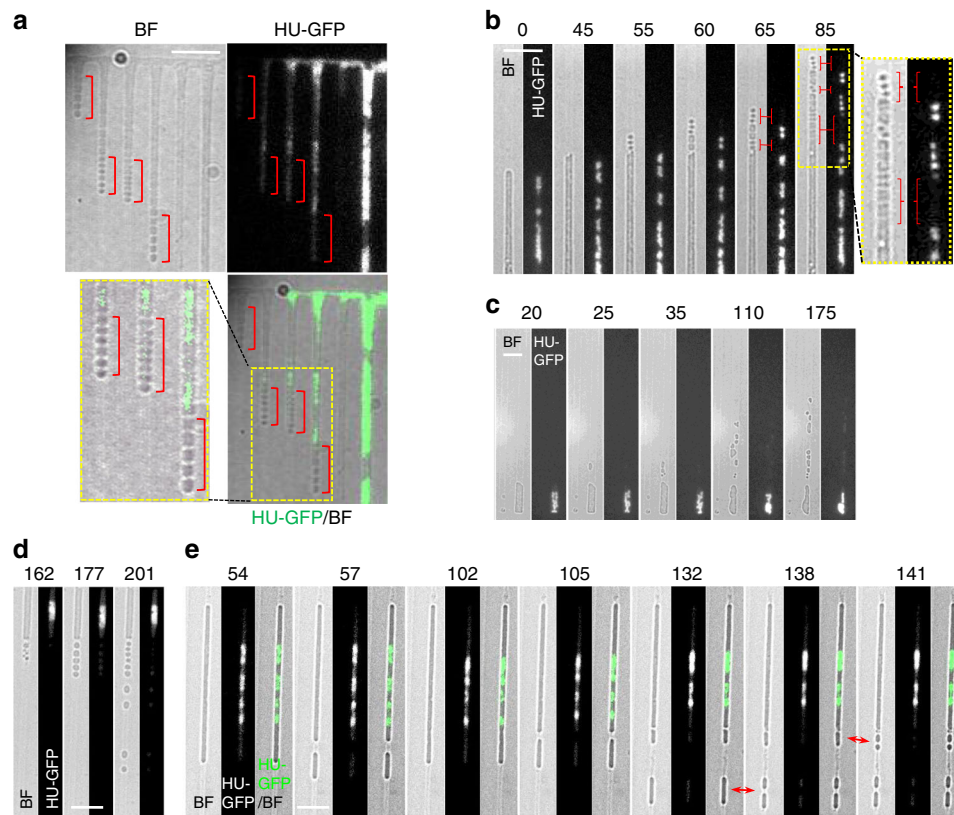 a
BF
HU-GFP
HU-GFP/BF
b
0 45 55 60 65 85
BF
HU-GFP
c
20 25 35 110 175
BF
HU-
GFP
d
162 177 201
BF
HU-GFP
e
54 57 102 105 132 138 141
BF
HU-
GFP
HU-
GFP
/BF